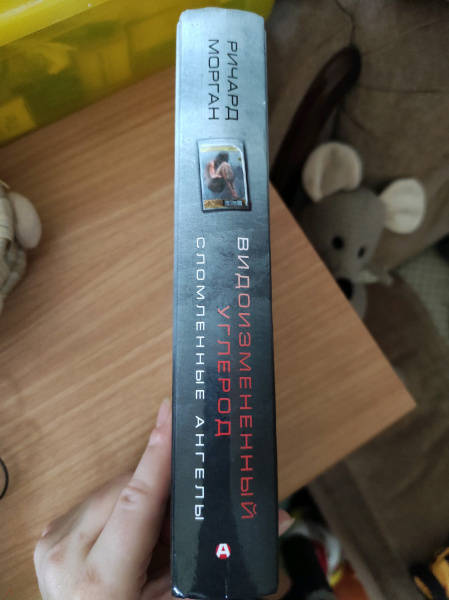 РИЧАРД
МОРГАН
ВИДОИЗМЕНЕННЫЙ
УГЛЕРОД
СЛОМЛЕННЫЕ АНГЕЛЫ
А